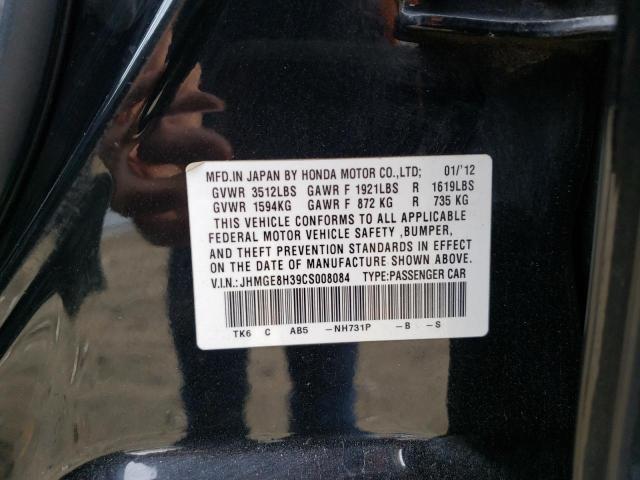 MFD.IN JAPAN BY HONDA MOTOR CO.,LTD; 01/'12
GVWR 3512LBS GAWR F 1921LBS R 1619LBS
GVWR 1594KG GAWR F 872 KG R 735 KG
THIS VEHICLE CONFORMS TO ALL APPLICABLE
FEDERAL MOTOR VEHICLE SAFETY ,BUMPER,
AND THEFT PREVENTION STANDARDS IN EFFECT
ON THE DATE OF MANUFACTURE SHOWN ABOVE.
V.I.N.: JHMGE8H39CS008084 TYPE:PASSENGER CAR
TK6 C AB5 -NH731P -B -S